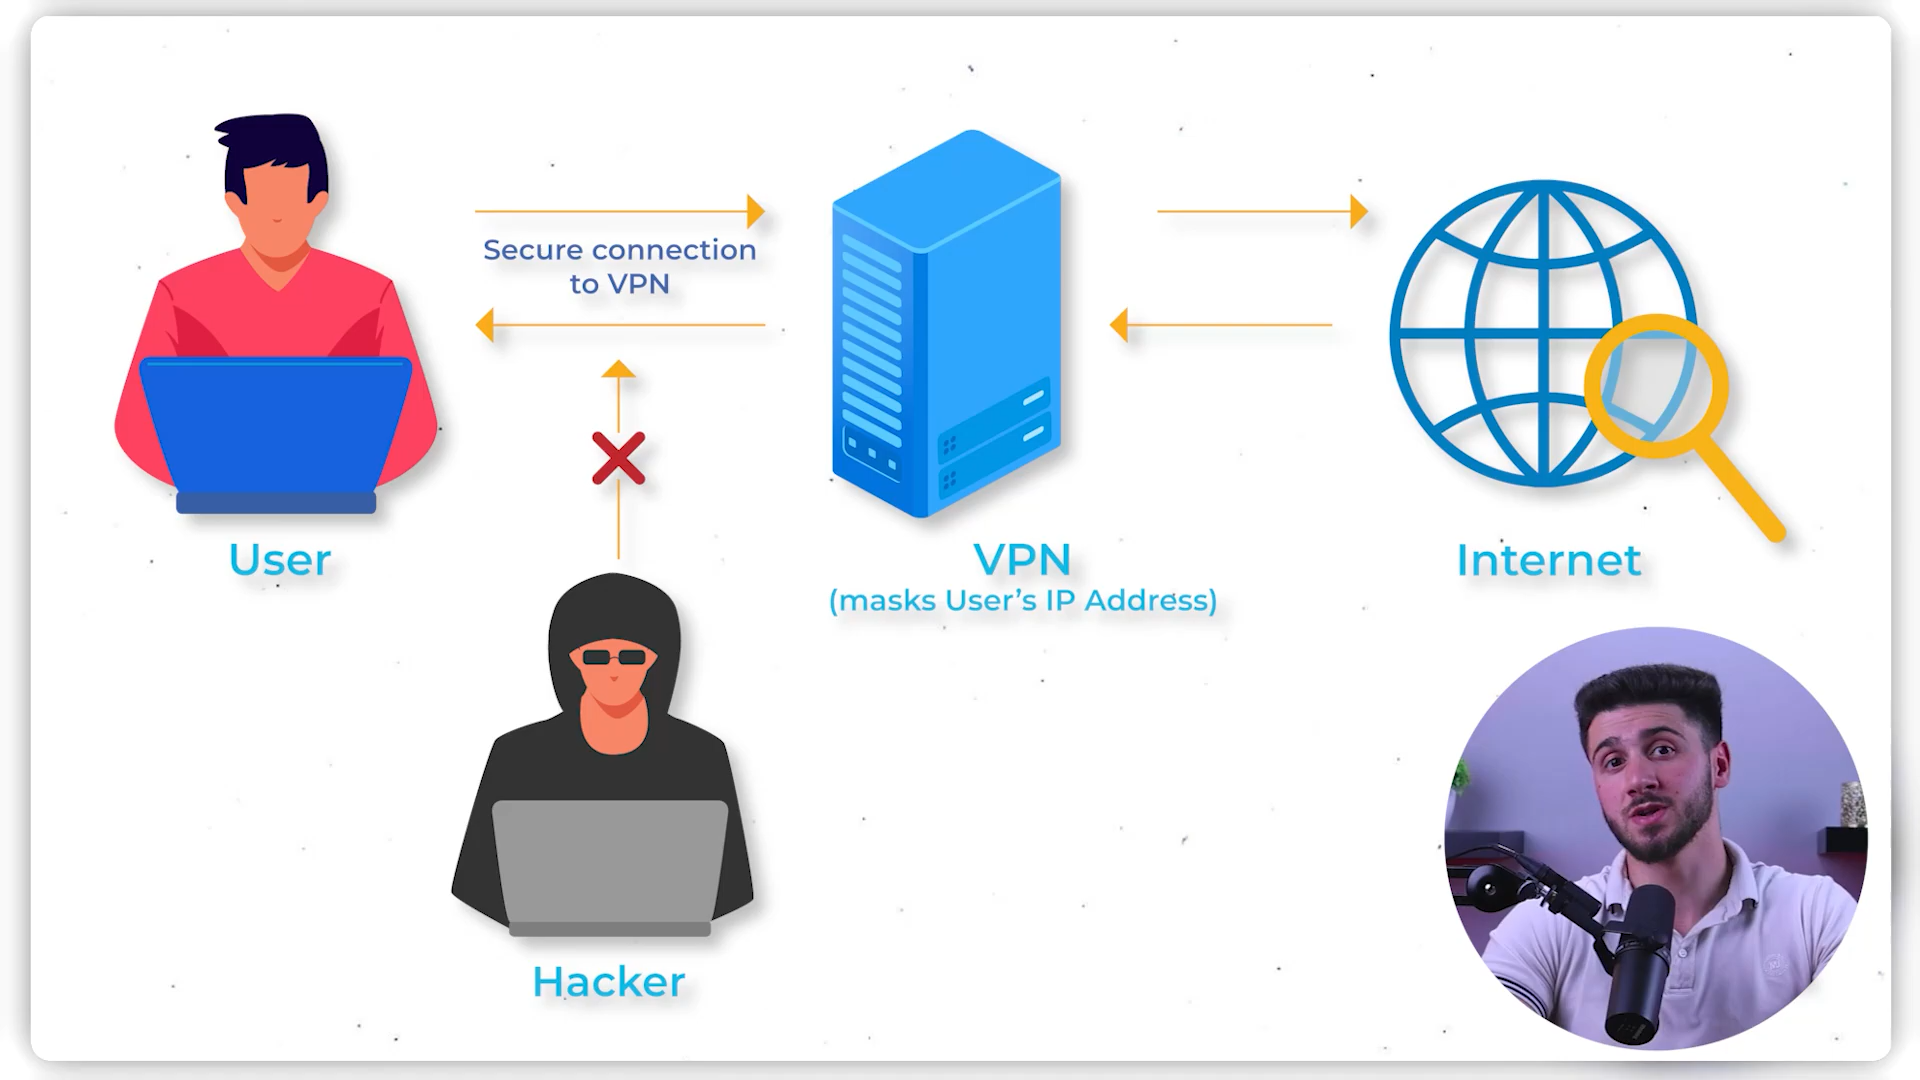 Secure connection
to VPN
User
VPN
(masks User’s IP Address)
Internet
Hacker